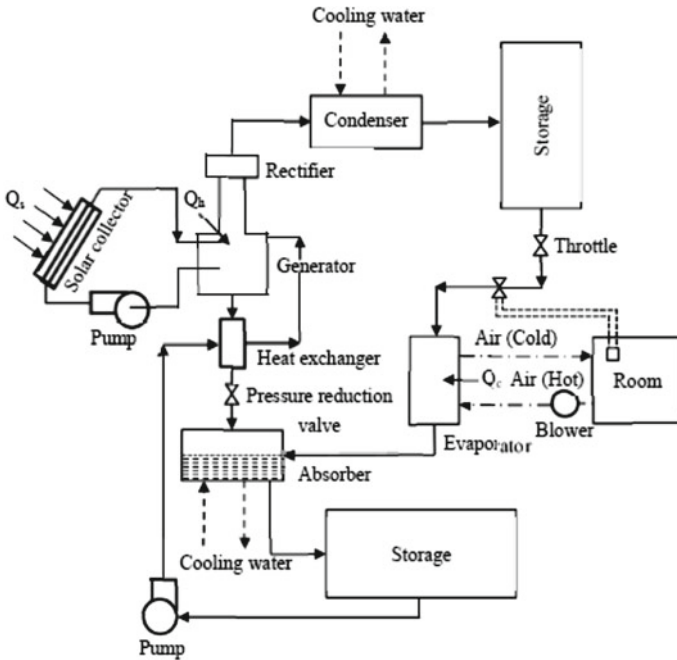 Cooling water
Condenser
Storage
Rectifier
Qs
Solar collector
Qh
Generator
Throttle
Pump
Heat exchanger
Air (Cold)
Qc Air (Hot)
Room
Pressure reduction
valve
Blower
Evaporator
Absorber
Cooling water
Storage
Pump